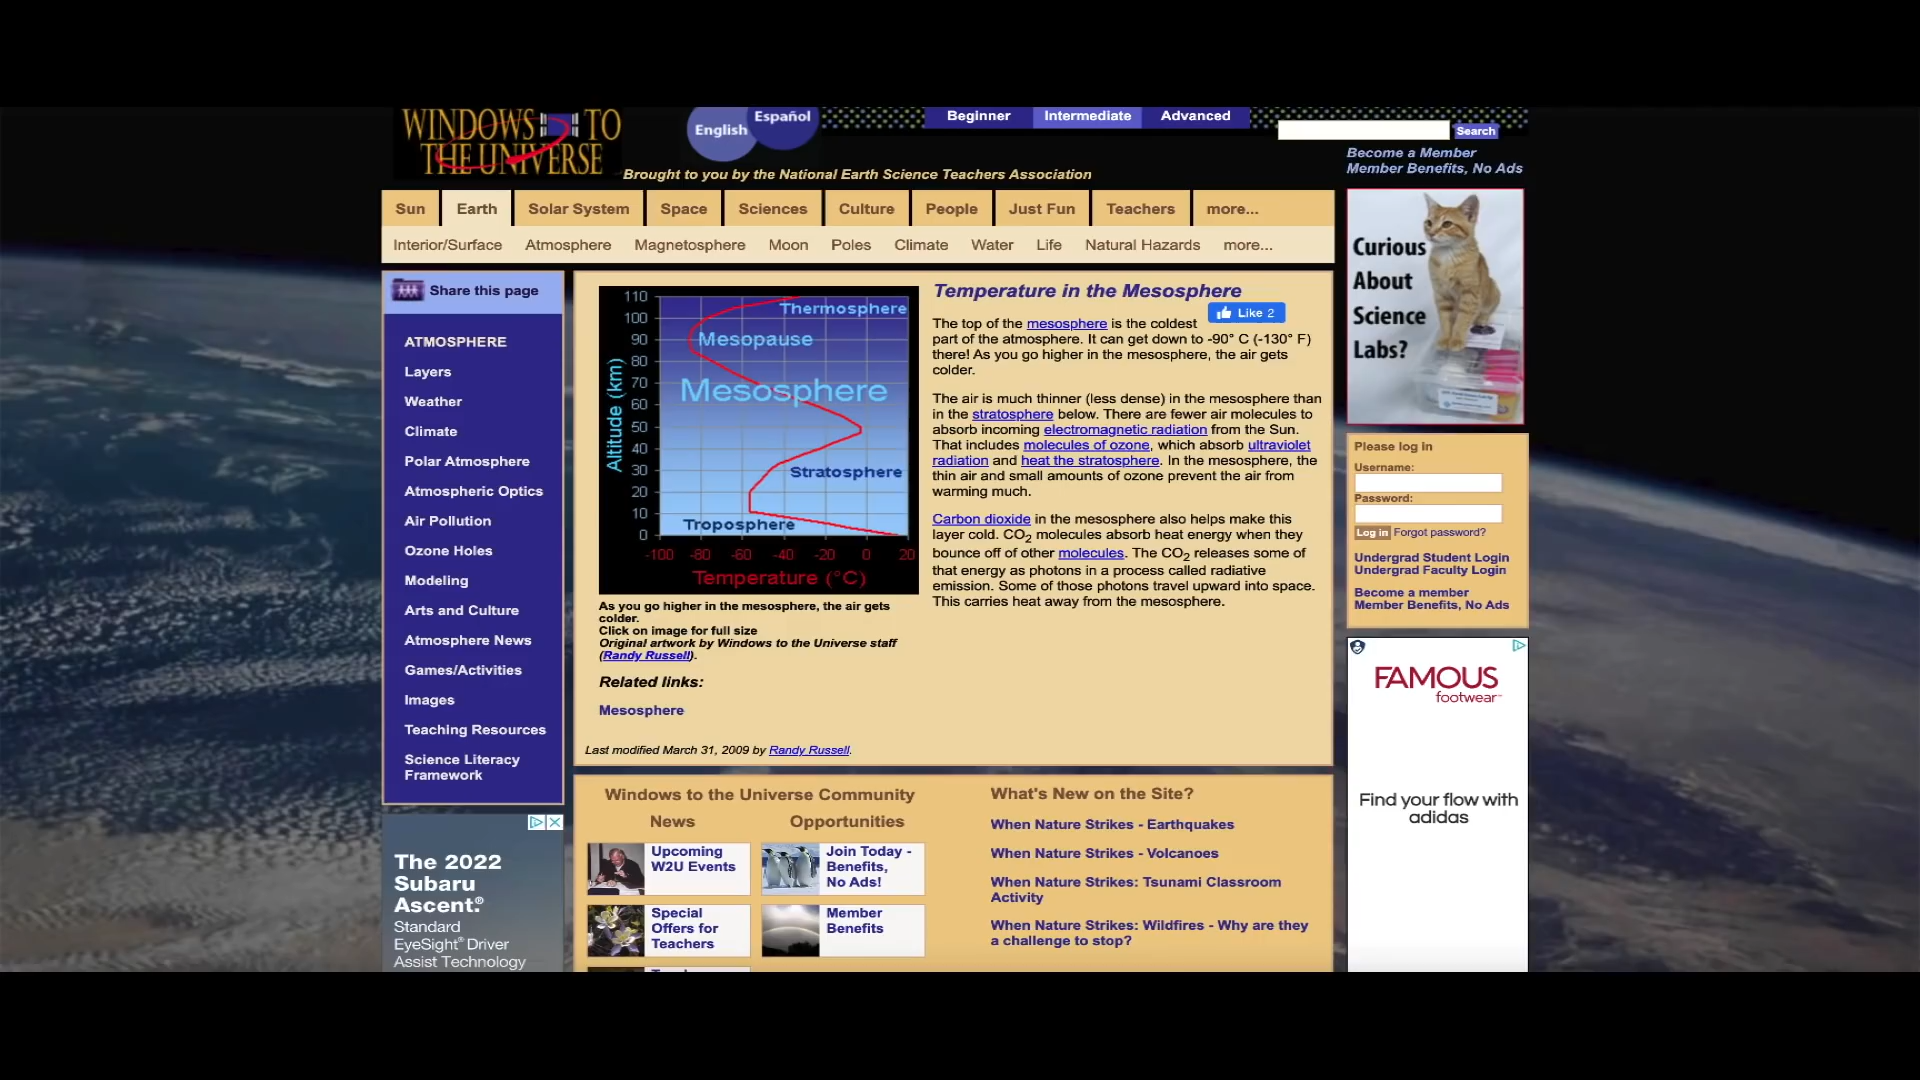 WINDOWS TO
THE UNIVERSE
English
Español
Beginner
Intermediate
Advanced
Search
Brought to you by the National Earth Science Teachers Association
Become a Member
Member Benefits, No Ads
Sun
Earth
Solar System
Space
Sciences
Culture
People
Just Fun
Teachers
more...
Interior/Surface
Atmosphere
Magnetosphere
Moon
Poles
Climate
Water
Life
Natural Hazards
more...
Share this page
ATMOSPHERE
Layers
Weather
Climate
Polar Atmosphere
Atmospheric Optics
Air Pollution
Ozone Holes
Modeling
Arts and Culture
Atmosphere News
Games/Activities
Images
Teaching Resources
Science Literacy
Framework
The 2022
Subaru
Ascent.®
Standard
EyeSight® Driver
Assist Technology
110
100
90
80
70
60
50
40
30
20
10
0
Altitude (km)
Thermosphere
Mesopause
Mesosphere
Stratosphere
Troposphere
-100 -80 -60 -40 -20 0 20
Temperature (°C)
As you go higher in the mesosphere, the air gets
colder.
Click on image for full size
Original artwork by Windows to the Universe staff
(Randy Russell).
Related links:
Mesosphere
Last modified March 31, 2009 by Randy Russell.
Temperature in the Mesosphere
Like 2
The top of the mesosphere is the coldest
part of the atmosphere. It can get down to -90° C (-130° F)
there! As you go higher in the mesosphere, the air gets
colder.
The air is much thinner (less dense) in the mesosphere than
in the stratosphere below. There are fewer air molecules to
absorb incoming electromagnetic radiation from the Sun.
That includes molecules of ozone, which absorb ultraviolet
radiation and heat the stratosphere. In the mesosphere, the
thin air and small amounts of ozone prevent the air from
warming much.
Carbon dioxide in the mesosphere also helps make this
layer cold. CO2 molecules absorb heat energy when they
bounce off of other molecules. The CO2 releases some of
that energy as photons in a process called radiative
emission. Some of those photons travel upward into space.
This carries heat away from the mesosphere.
Windows to the Universe Community
News
Opportunities
Upcoming
W2U Events
Join Today -
Benefits,
No Ads!
Special
Offers for
Teachers
Member
Benefits
What's New on the Site?
When Nature Strikes - Earthquakes
When Nature Strikes - Volcanoes
When Nature Strikes: Tsunami Classroom
Activity
When Nature Strikes: Wildfires - Why are they
a challenge to stop?
Curious
About
Science
Labs?
Please log in
Username:
Password:
Log in Forgot password?
Undergrad Student Login
Undergrad Faculty Login
Become a member
Member Benefits, No Ads
FAMOUS
footwear
Find your flow with
adidas